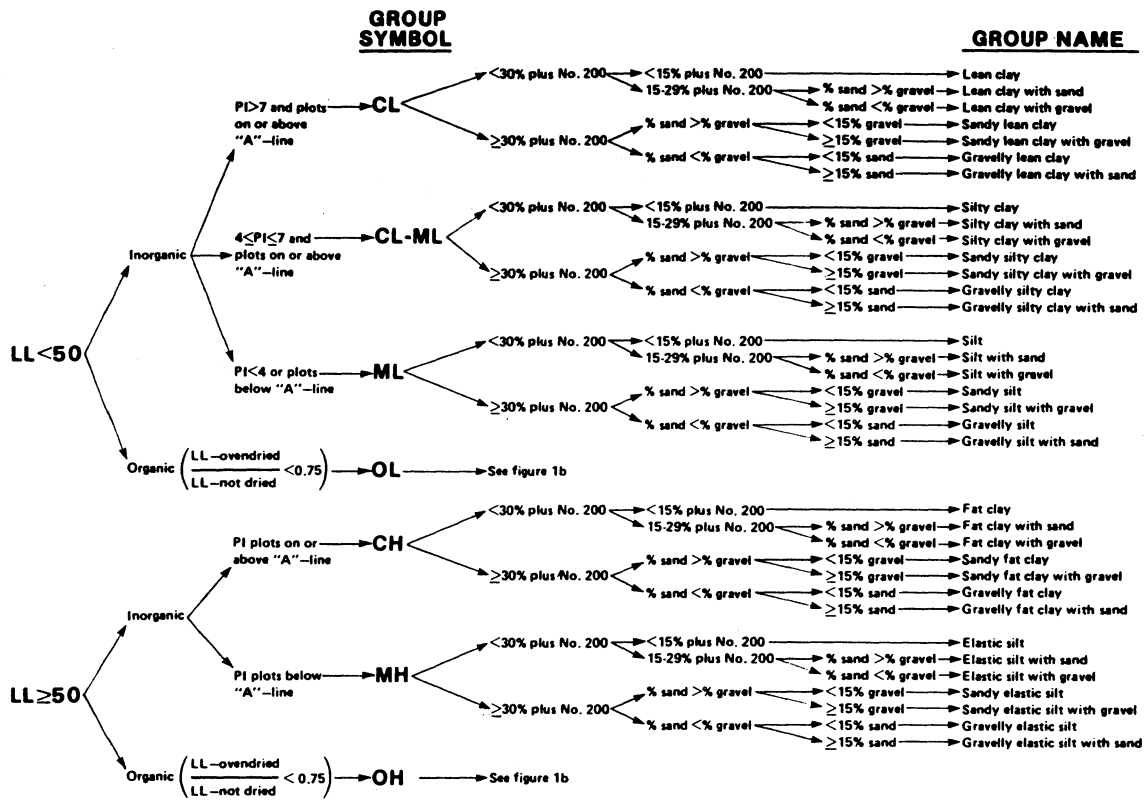 GROUP
SYMBOL
GROUP NAME
LL<50
Inorganic
PI>7 and plots
on or above
"A"—line
CL
<30% plus No. 200
<15% plus No. 200
Lean clay
15-29% plus No. 200
% sand >% gravel
Lean clay with sand
% sand <% gravel
Lean clay with gravel
≥30% plus No. 200
% sand >% gravel
<15% gravel
Sandy lean clay
≥15% gravel
Sandy lean clay with gravel
% sand <% gravel
<15% sand
Gravelly lean clay
≥15% sand
Gravelly lean clay with sand
4≤PI≤7 and
plots on or above
"A"—line
CL-ML
<30% plus No. 200
<15% plus No. 200
Silty clay
15-29% plus No. 200
% sand >% gravel
Silty clay with sand
% sand <% gravel
Silty clay with gravel
≥30% plus No. 200
% sand >% gravel
<15% gravel
Sandy silty clay
≥15% gravel
Sandy silty clay with gravel
% sand <% gravel
<15% sand
Gravelly silty clay
≥15% sand
Gravelly silty clay with sand
PI<4 or plots
below "A"—line
ML
<30% plus No. 200
<15% plus No. 200
Silt
15-29% plus No. 200
% sand >% gravel
Silt with sand
% sand <% gravel
Silt with gravel
≥30% plus No. 200
% sand >% gravel
<15% gravel
Sandy silt
≥15% gravel
Sandy silt with gravel
% sand <% gravel
<15% sand
Gravelly silt
≥15% sand
Gravelly silt with sand
Organic
LL—ovendried
LL—not dried
<0.75
OL
See figure 1b
LL≥50
Inorganic
PI plots on or
above "A"—line
CH
<30% plus No. 200
<15% plus No. 200
Fat clay
15-29% plus No. 200
% sand >% gravel
Fat clay with sand
% sand <% gravel
Fat clay with gravel
≥30% plus No. 200
% sand >% gravel
<15% gravel
Sandy fat clay
≥15% gravel
Sandy fat clay with gravel
% sand <% gravel
<15% sand
Gravelly fat clay
≥15% sand
Gravelly fat clay with sand
PI plots below
"A"—line
MH
<30% plus No. 200
<15% plus No. 200
Elastic silt
15-29% plus No. 200
% sand >% gravel
Elastic silt with sand
% sand <% gravel
Elastic silt with gravel
≥30% plus No. 200
% sand >% gravel
<15% gravel
Sandy elastic silt
≥15% gravel
Sandy elastic silt with gravel
% sand <% gravel
<15% sand
Gravelly elastic silt
≥15% sand
Gravelly elastic silt with sand
Organic
LL—ovendried
LL—not dried
<0.75
OH
See figure 1b